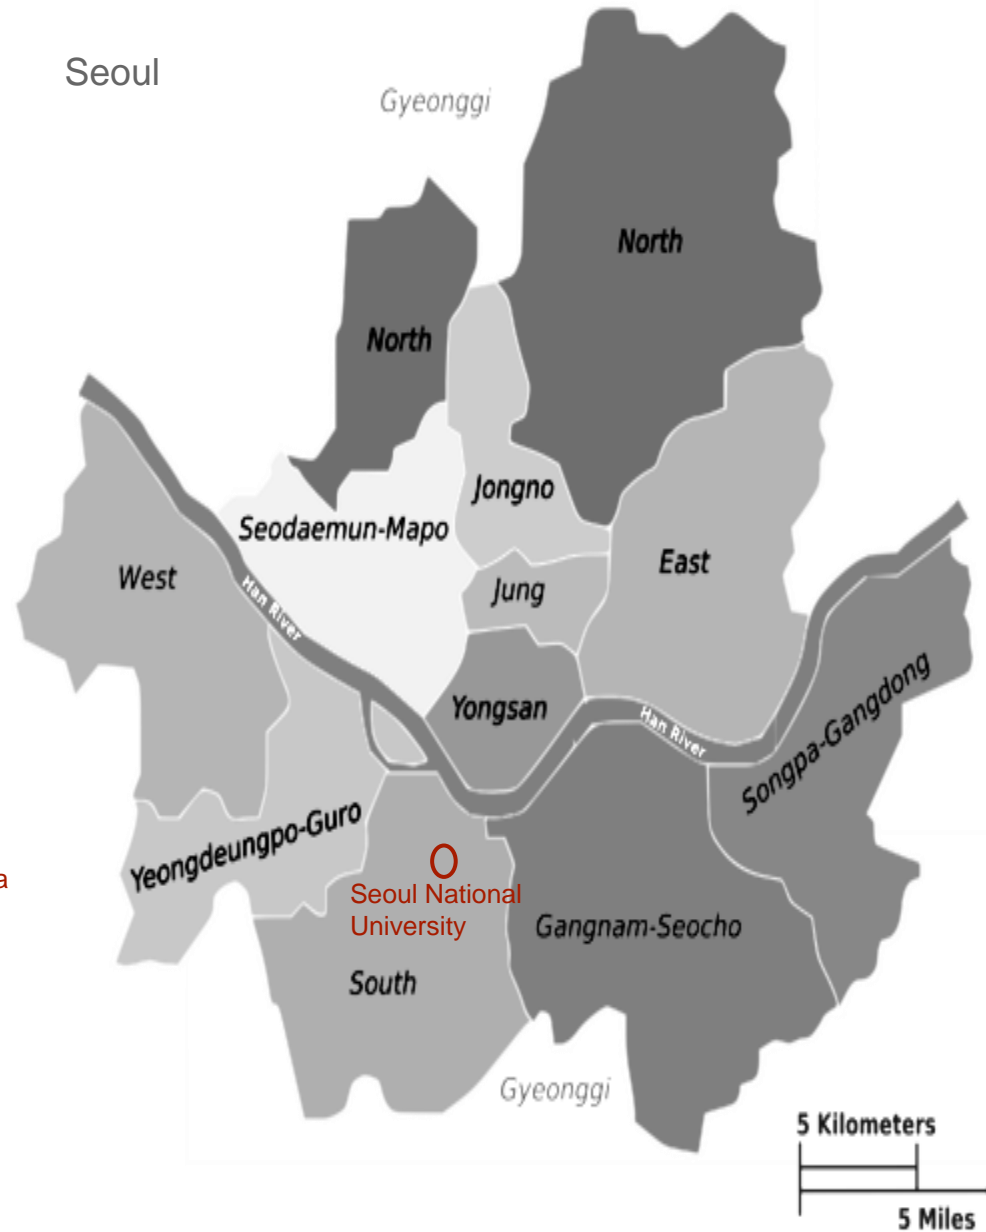 Seoul
Gyeonggi
North
North
Jongno
Seodaemun-Mapo
East
West
Jung
Han River
Yongsan
Han River
Songpa-Gangdong
Yeongdeungpo-Guro
a
Seoul National
University
Gangnam-Seocho
South
Gyeonggi
5 Kilometers
5 Miles